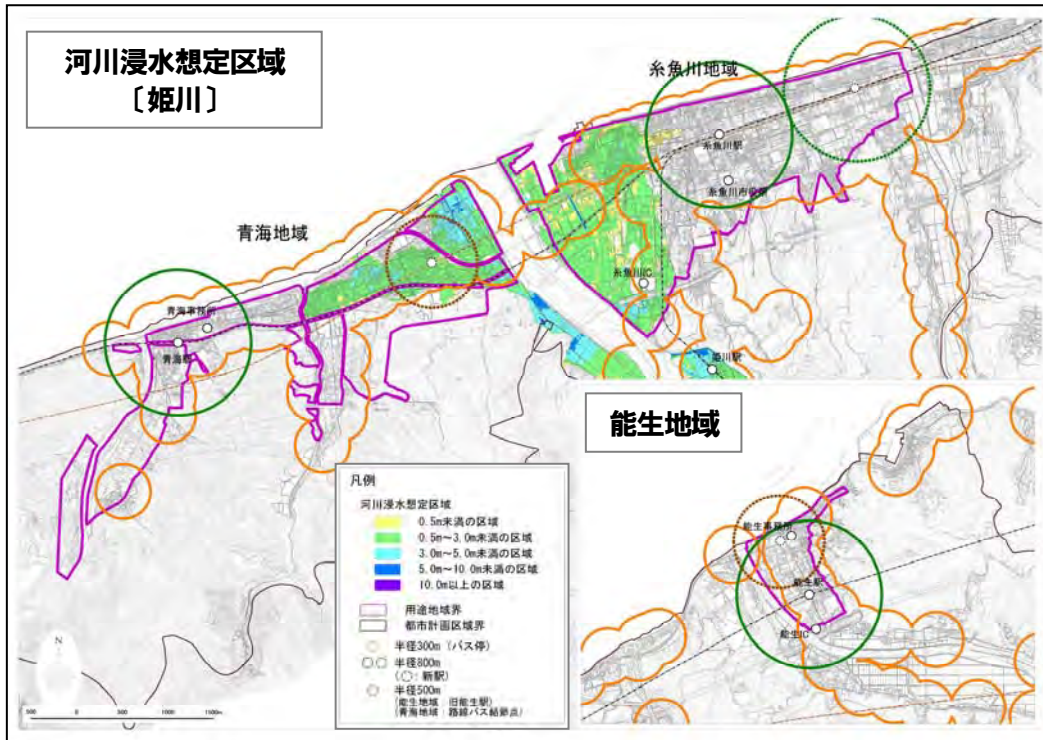 河川浸水想定区域
〔姫川〕
糸魚川地域
糸魚川駅
糸魚川市役所
青海地域
糸魚川IC
青海事務所
青海駅
姫川駅
能生地域
能生事務所
能生駅
能生IC
凡例
河川浸水想定区域
0.5m未満の区域
0.5m～3.0m未満の区域
3.0m～5.0m未満の区域
5.0m～10.0m未満の区域
10.0m以上の区域
用途地域界
都市計画区域界
半径300m（バス停）
半径800m
（○：新駅）
半径500m
（能生地域：旧能生駅）
（青海地域：路線バス結節点）
N
500 0 500 1000 1500m